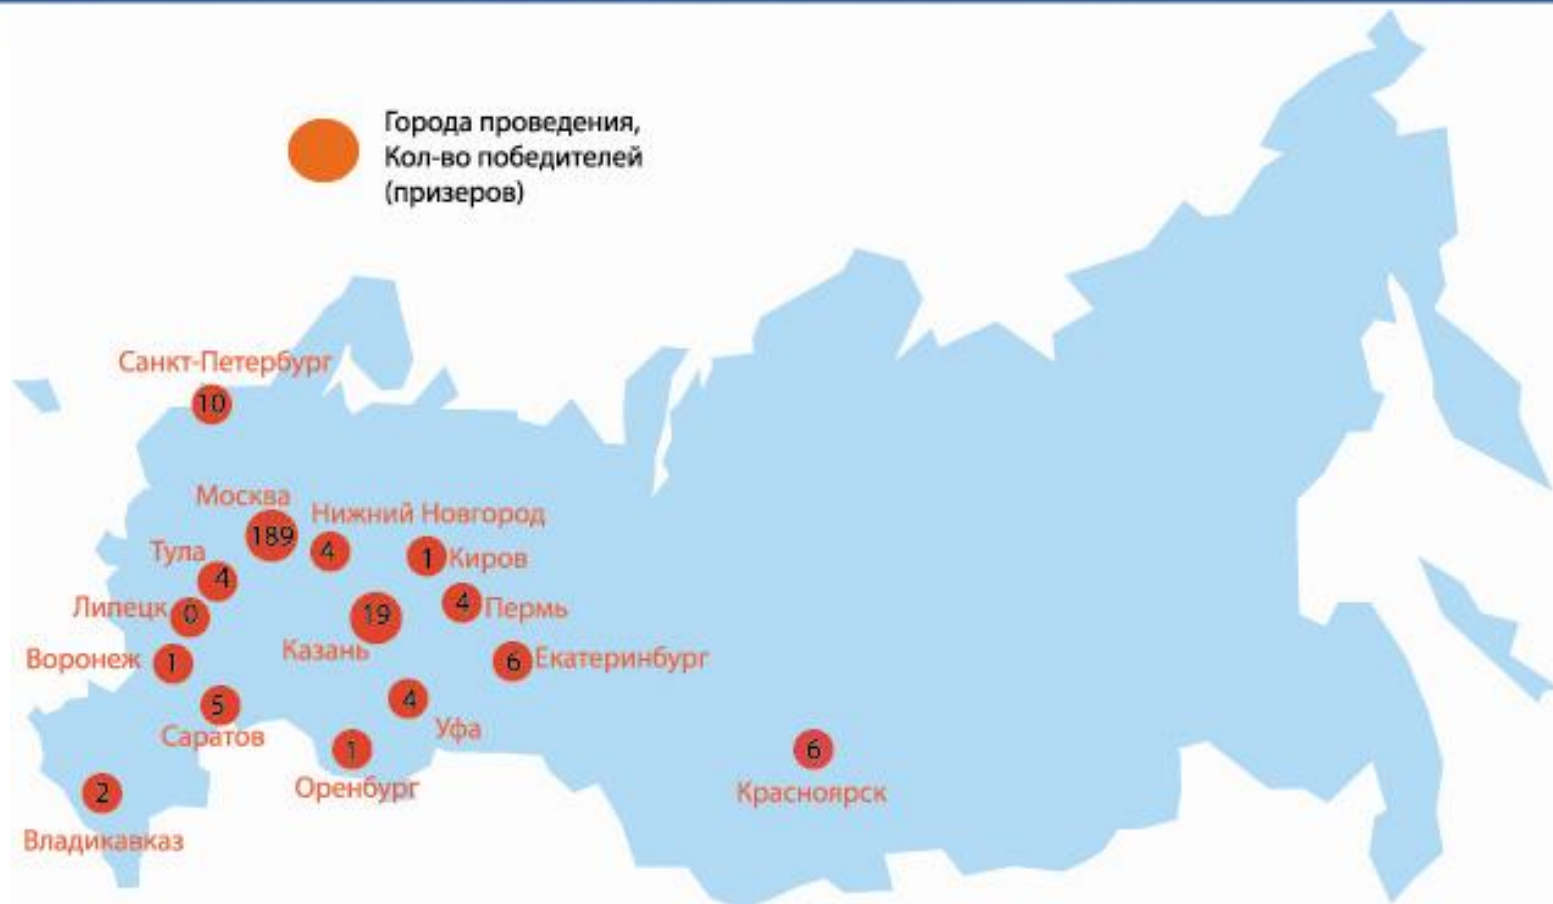 Города проведения,
Кол-во победителей
(призеров)
Санкт-Петербург
10
Москва
189
Нижний Новгород
4
Тула
4
1
Киров
Липецк
0
19
Казань
4
Пермь
Воронеж
1
6
Екатеринбург
5
Саратов
4
Уфа
1
Оренбург
6
Красноярск
2
Владикавказ